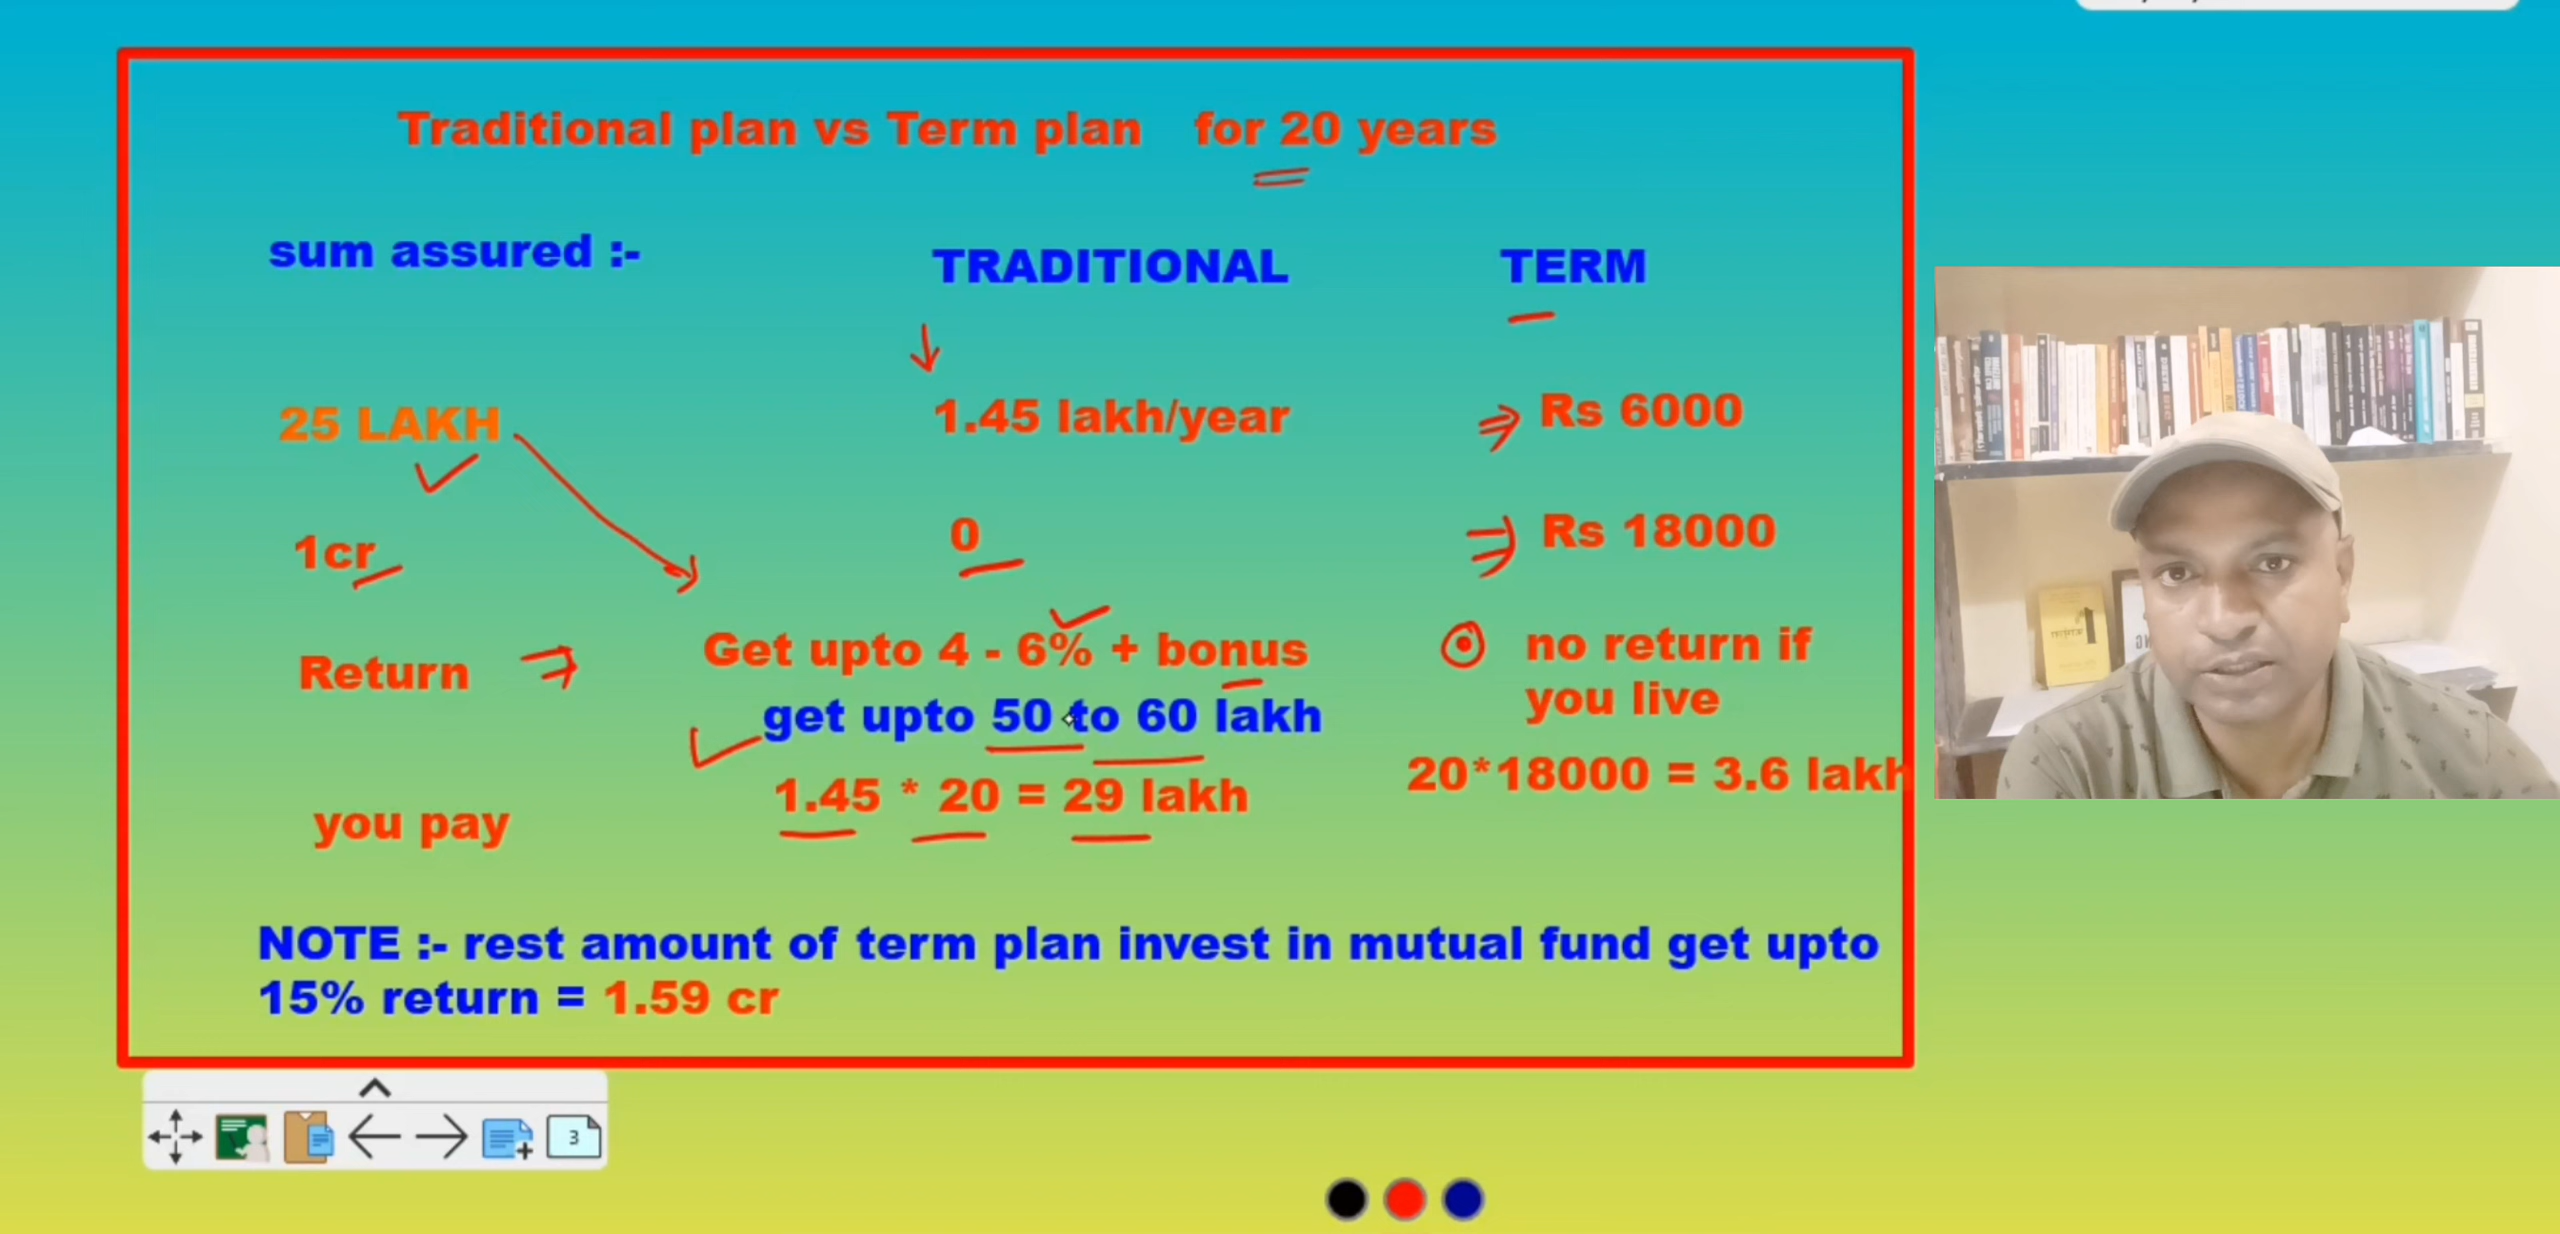 Traditional plan vs Term plan for 20 years
sum assured :- TRADITIONAL TERM
25 LAKH 1.45 lakh/year Rs 6000
1cr 0 Rs 18000
Return Get upto 4 - 6% + bonus no return if
you live
get upto 50 to 60 lakh
you pay 1.45 * 20 = 29 lakh 20*18000 = 3.6 lakh
NOTE :- rest amount of term plan invest in mutual fund get upto
15% return = 1.59 cr
3